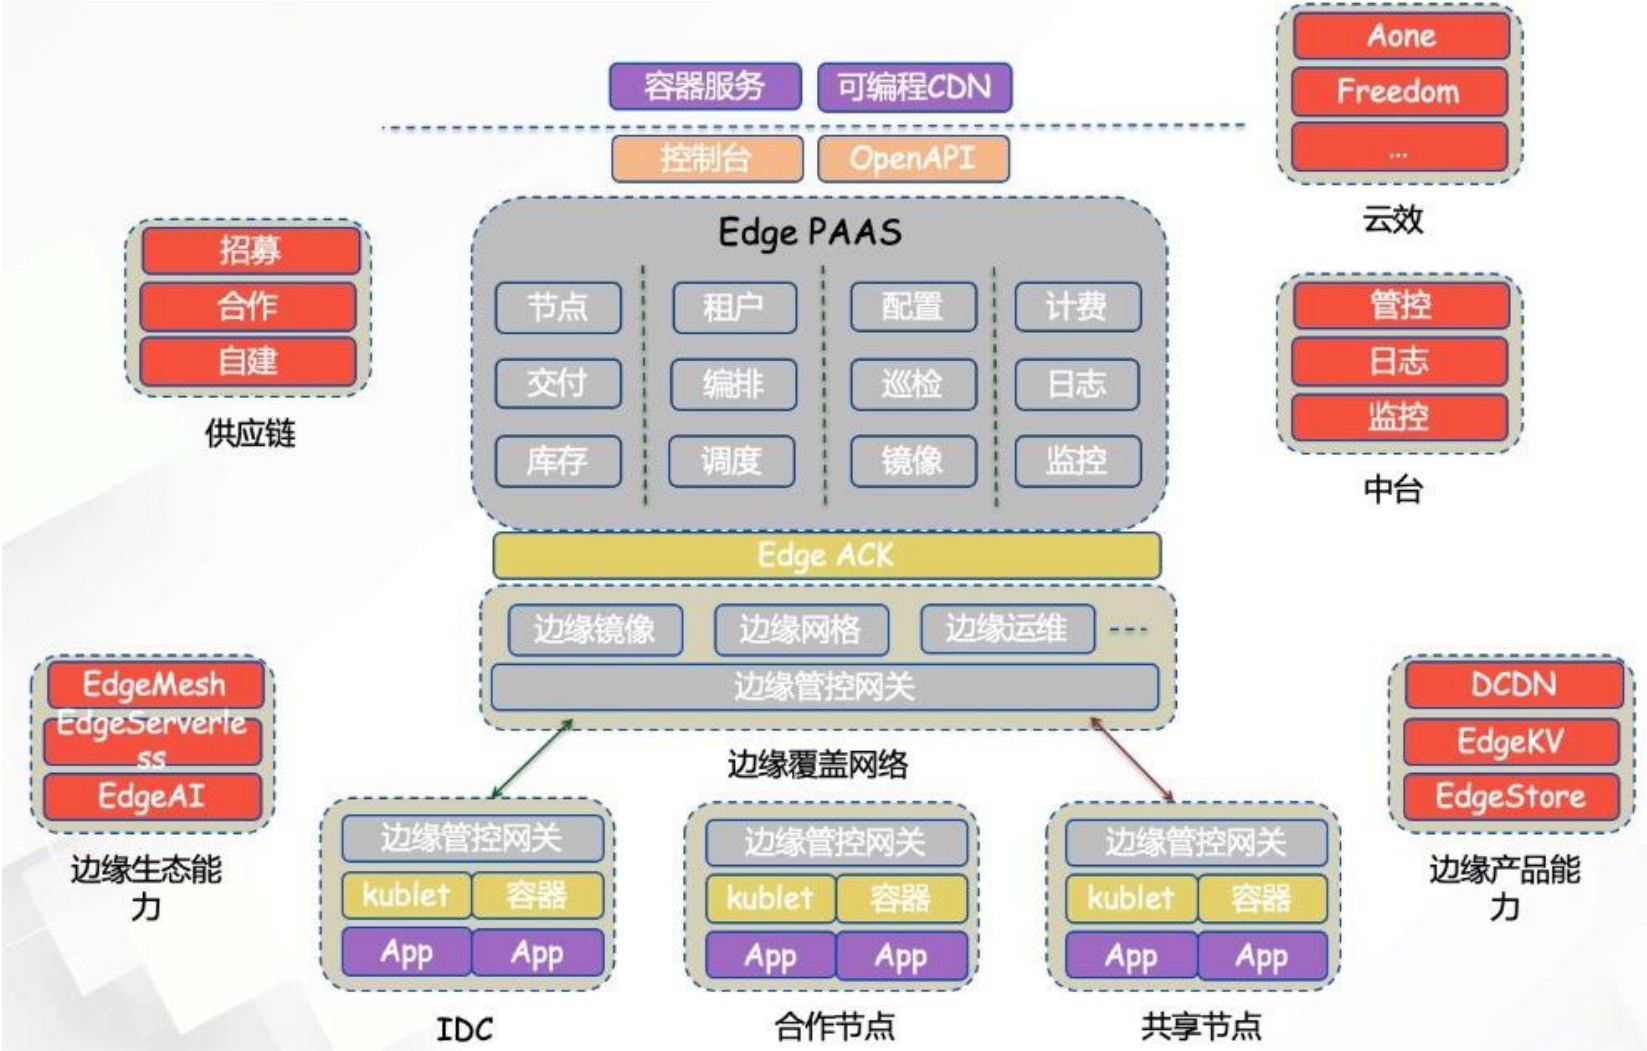 容器服务
可编程CDN
控制台
OpenAPI
Aone
Freedom
...
云效
招募
合作
自建
供应链
Edge PAAS
节点
租户
配置
计费
交付
编排
巡检
日志
库存
调度
镜像
监控
管控
日志
监控
中台
Edge ACK
边缘镜像
边缘网格
边缘运维
边缘管控网关
边缘覆盖网络
EdgeMesh
EdgeServerle
ss
EdgeAI
边缘生态能
力
DCDN
EdgeKV
EdgeStore
边缘产品能
力
边缘管控网关
kublet
容器
App
App
IDC
边缘管控网关
kublet
容器
App
App
合作节点
边缘管控网关
kublet
容器
App
App
共享节点